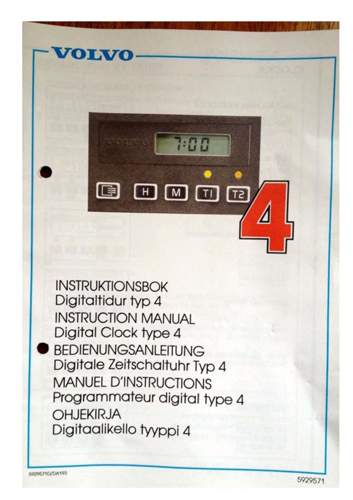 VOLVO
7:00
H M T1 T2
4
INSTRUKTIONSBOK
Digitaltidur typ 4
INSTRUCTION MANUAL
Digital Clock type 4
BEDIENUNGSANLEITUNG
Digitale Zeitschaltuhr Typ 4
MANUEL D'INSTRUCTIONS
Programmateur digital type 4
OHJEKIRJA
Digitaalikello tyyppi 4
5929571